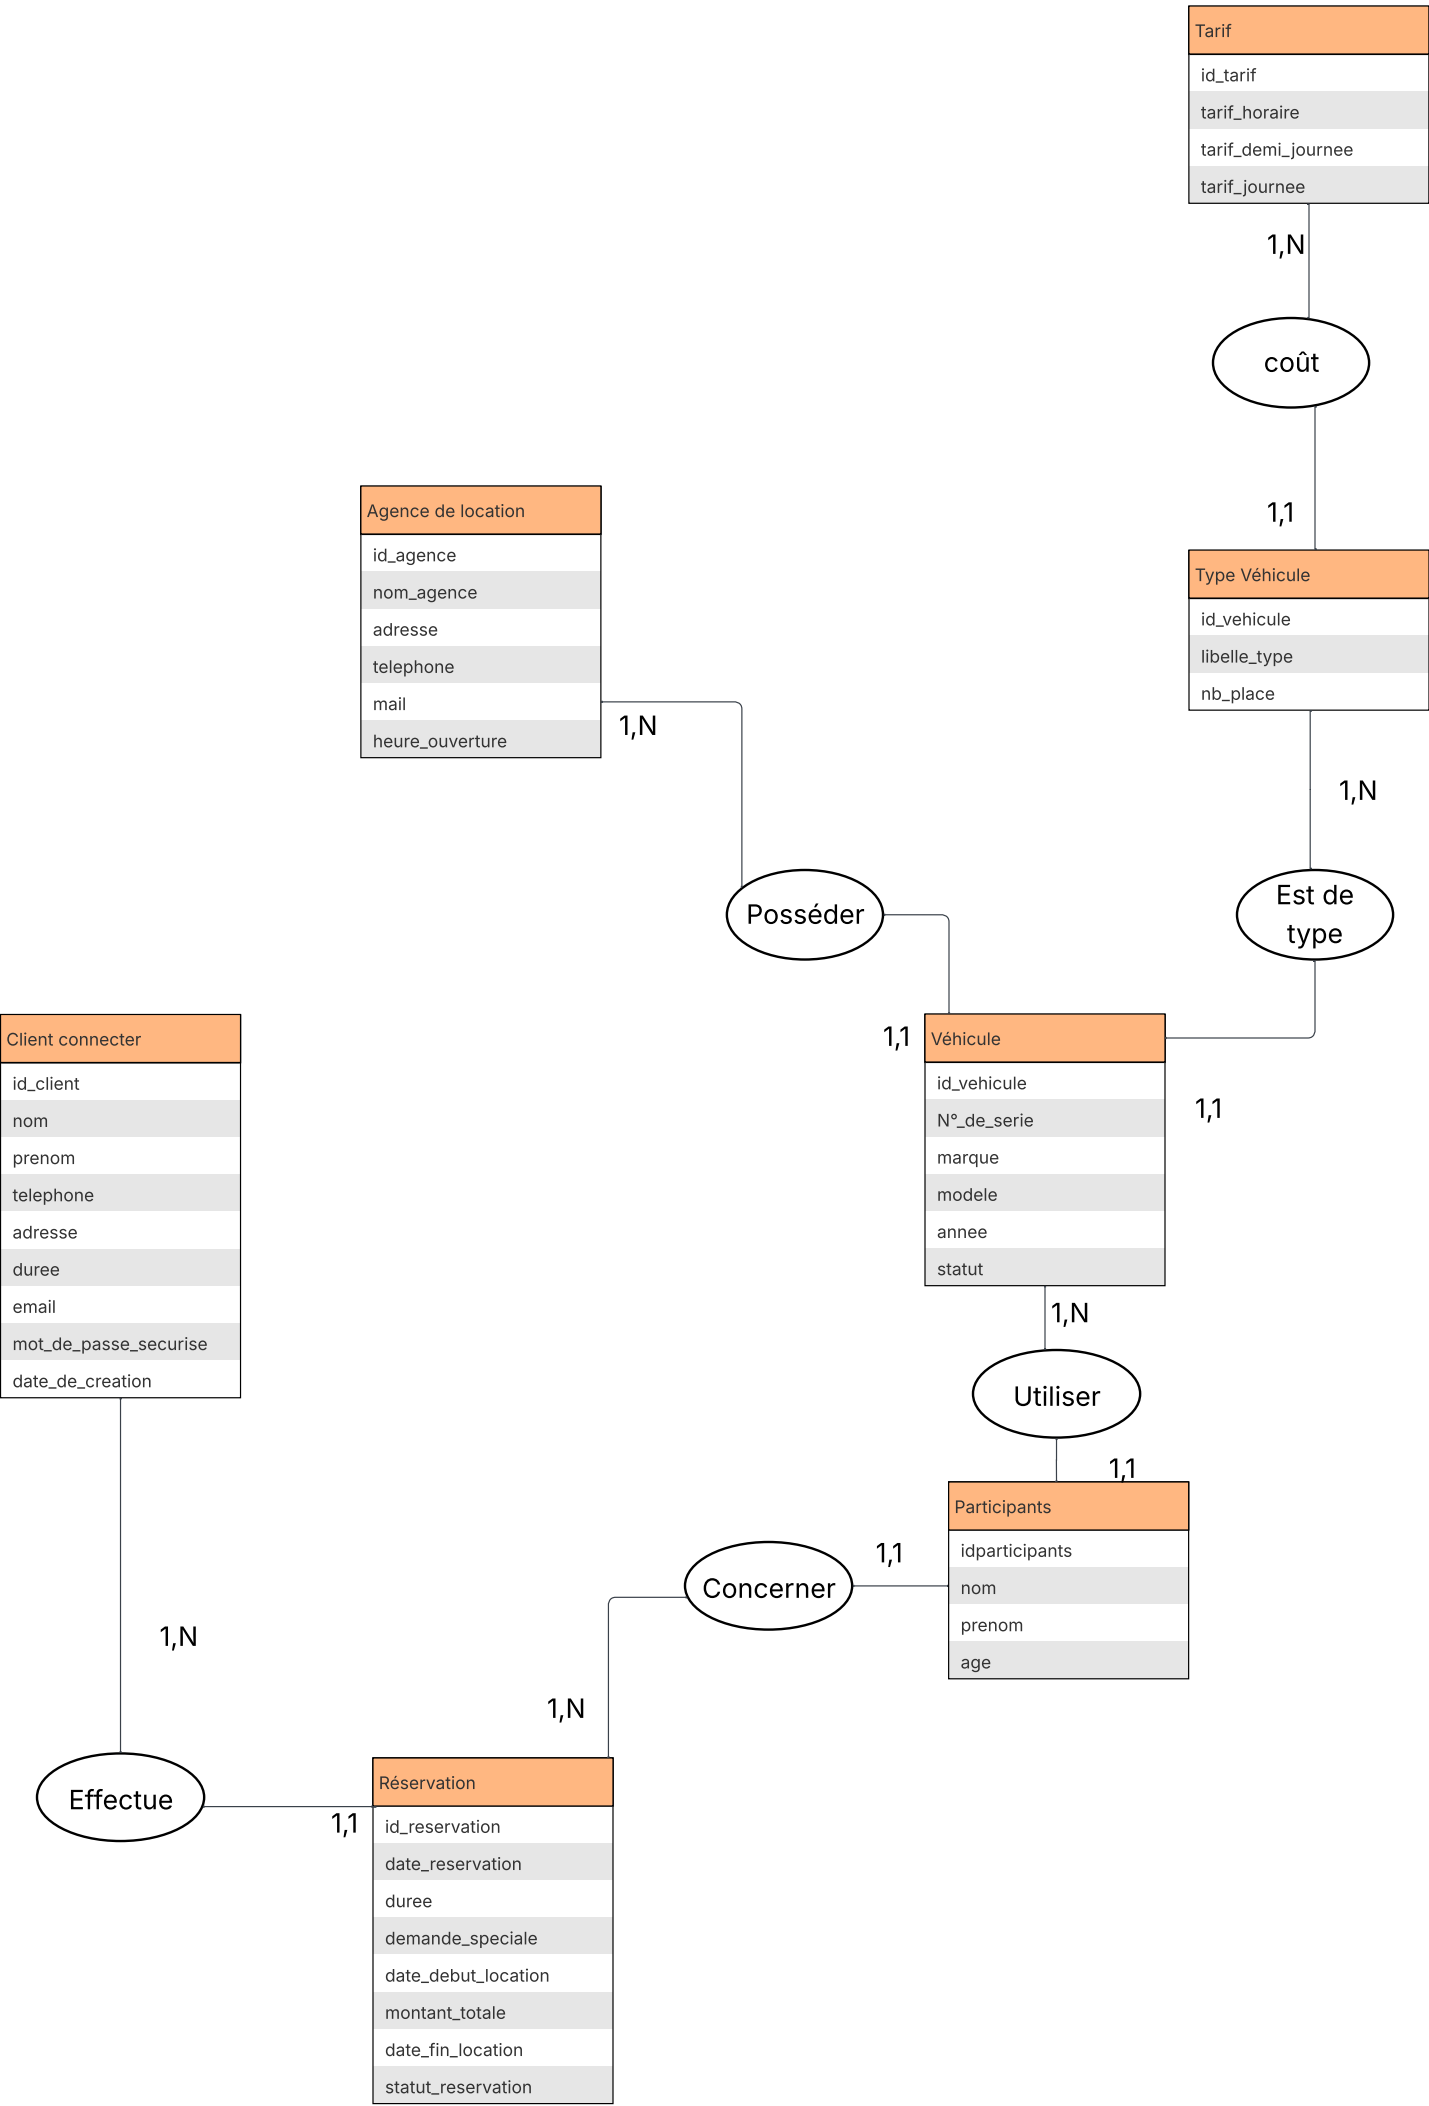 Tarif
id_tarif
tarif_horaire
tarif_demi_journee
tarif_journee
1,N
coût
1,1
Type Véhicule
id_vehicule
libelle_type
nb_place
1,N
Est de
type
1,1
Agence de location
id_agence
nom_agence
adresse
telephone
mail
heure_ouverture
1,N
Posséder
1,1
Véhicule
id_vehicule
N°_de_serie
marque
modele
annee
statut
1,N
Utiliser
1,1
Participants
idparticipants
nom
prenom
age
1,1
Concerner
1,N
Client connecter
id_client
nom
prenom
telephone
adresse
duree
email
mot_de_passe_securise
date_de_creation
1,N
Effectue
1,1
Réservation
id_reservation
date_reservation
duree
demande_speciale
date_debut_location
montant_totale
date_fin_location
statut_reservation